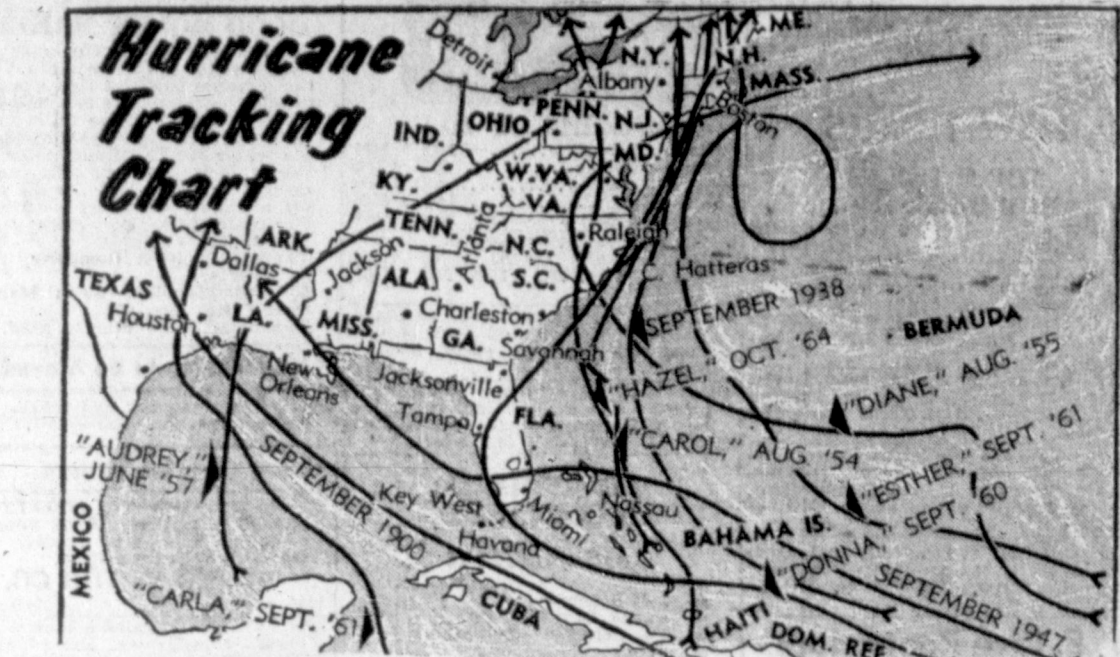 Hurricane
Tracking
Chart
Detroit
N.Y.
Albany
ME.
N.H.
MASS.
Boston
PENN.
N.J.
OHIO
IND.
MD.
W.VA.
VA.
KY.
TENN.
Raleigh
N.C.
Atlanta
ARK.
Dallas
Jackson
ALA.
S.C.
C. Hatteras
TEXAS
Houston
LA.
MISS.
Charleston
GA.
Savannah
SEPTEMBER 1938
BERMUDA
New
Orleans
Jacksonville
Tampa
FLA.
"HAZEL," OCT. '64
"DIANE," AUG. '55
"CAROL," AUG. '54
"ESTHER," SEPT. '61
"AUDREY,"
JUNE '57
SEPTEMBER 1900
Key West
Miami
Nassau
Havana
BAHAMA IS.
"DONNA," SEPT. '60
MEXICO
"CARLA," SEPT. '61
CUBA
HAITI
DOM. REP.
SEPTEMBER 1947